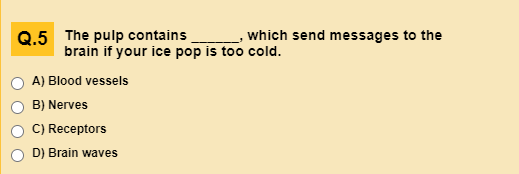 Q.5 The pulp contains ______, which send messages to the
brain if your ice pop is too cold.
A) Blood vessels
B) Nerves
C) Receptors
D) Brain waves